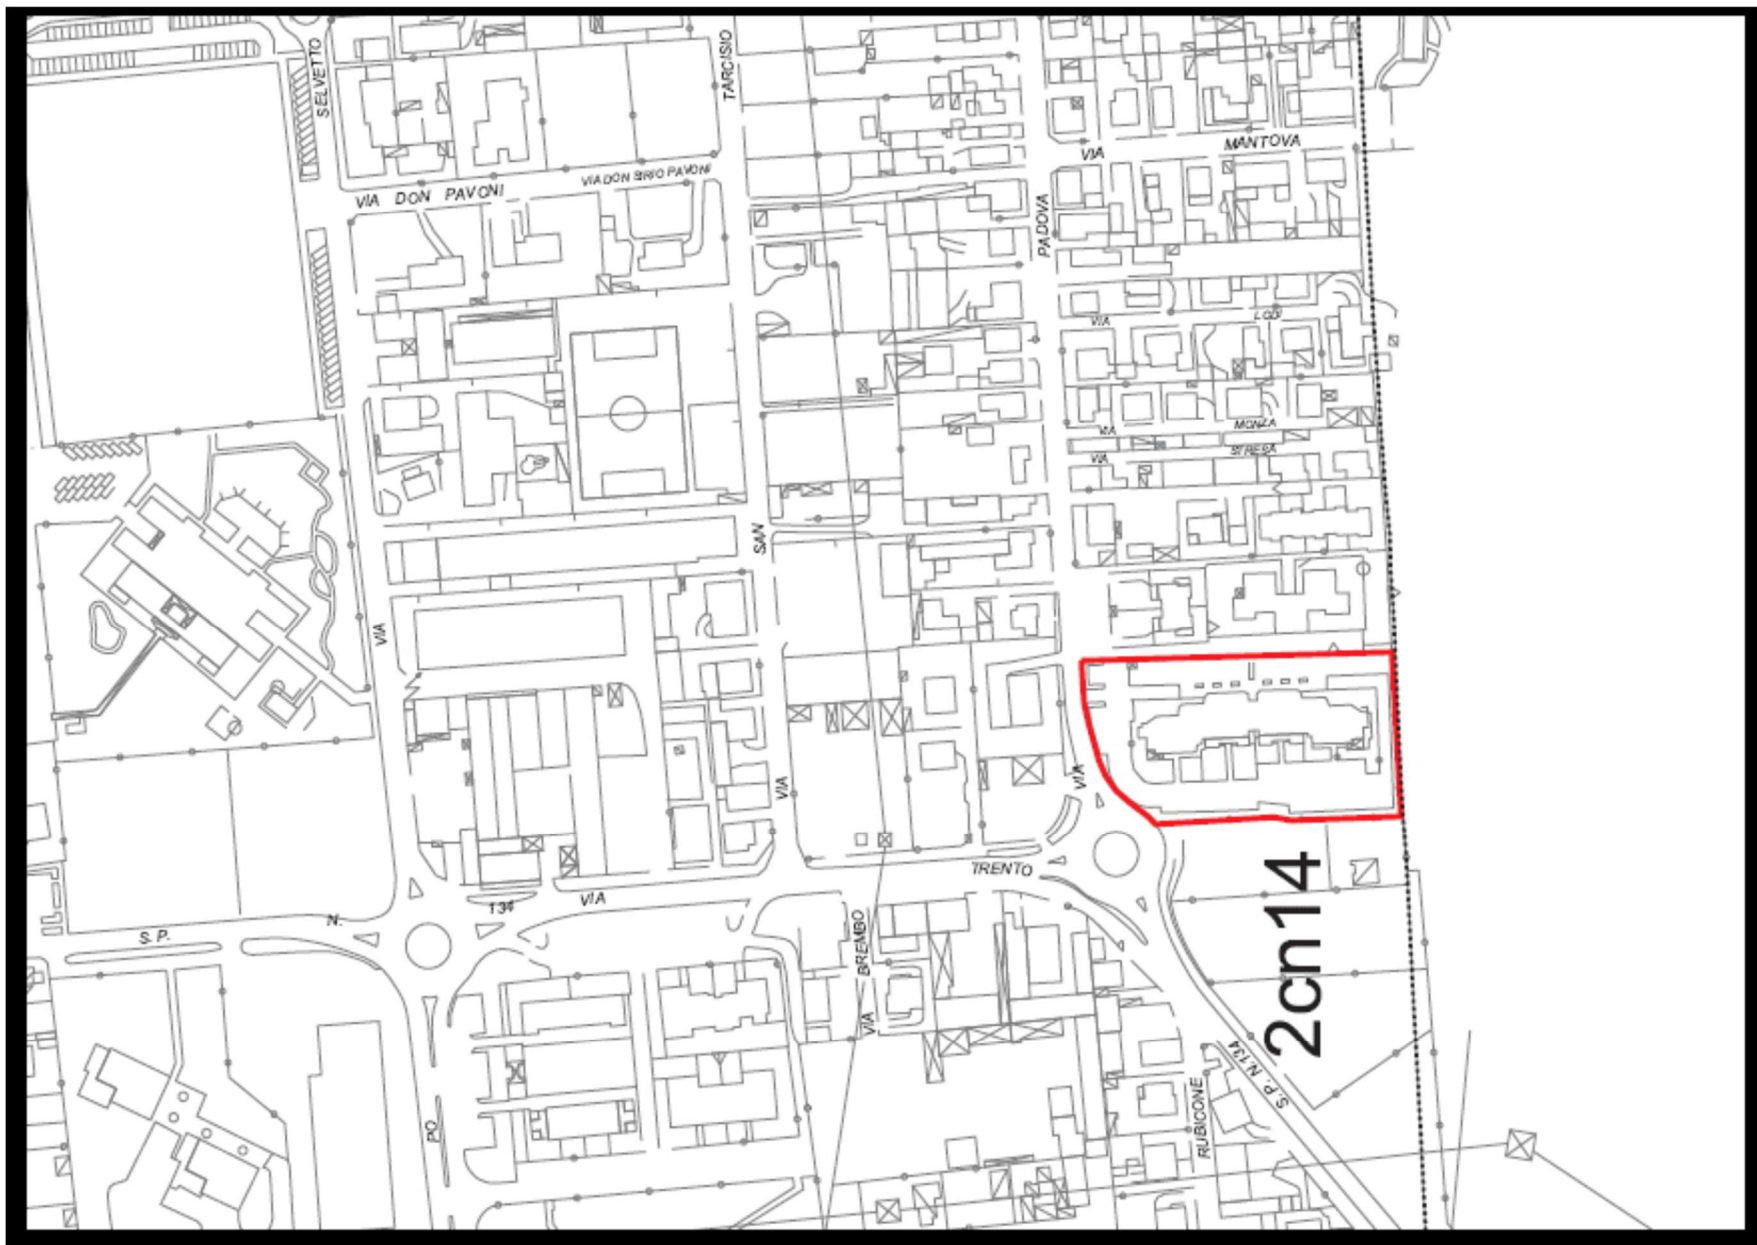 SELVETTO
TARCISIO
VIA MANTOVA
VIA DON PAVONI
VIA DON SIRIO PAVONI
PADOVA
VIA LODI
VIA MONZA
VIA STRESA
SAN
VIA
VIA
VIA
TRENTO
VIA
134
N.
S.P.
BREMBO
VIA
2cn14
S.P. N.134
RUBICONE
PO